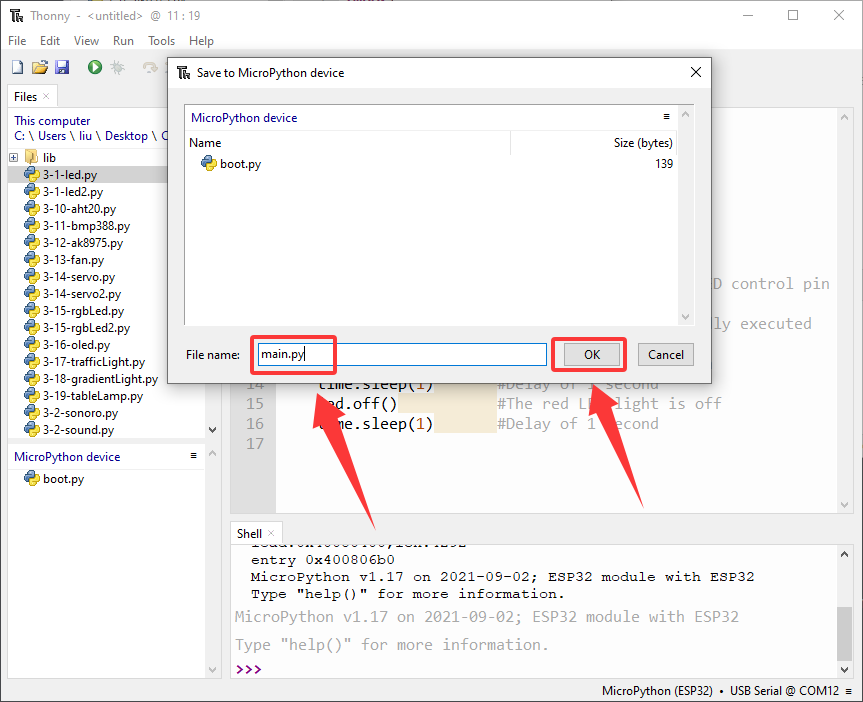 Thonny - <untitled> @ 11 : 19
File Edit View Run Tools Help
Files
This computer
C: \ Users \ liu \ Desktop \
lib
3-1-led.py
3-1-led2.py
3-10-aht20.py
3-11-bmp388.py
3-12-ak8975.py
3-13-fan.py
3-14-servo.py
3-14-servo2.py
3-15-rgbLed.py
3-15-rgbLed2.py
3-16-oled.py
3-17-trafficLight.py
3-18-gradientLight.py
3-19-tableLamp.py
3-2-sonoro.py
3-2-sound.py
MicroPython device
boot.py
Save to MicroPython device
MicroPython device
Name Size (bytes)
boot.py 139
File name: main.py OK Cancel
D control pin
ly executed
14 time.sleep(1) #Delay of 1 second
15 .off() #The red light is off
16 time.sleep(1) #Delay of 1 second
17
Shell
entry 0x400806b0
MicroPython v1.17 on 2021-09-02; ESP32 module with ESP32
Type "help()" for more information.
MicroPython v1.17 on 2021-09-02; ESP32 module with ESP32
Type "help()" for more information.
>>>
MicroPython (ESP32) • USB Serial @ COM12